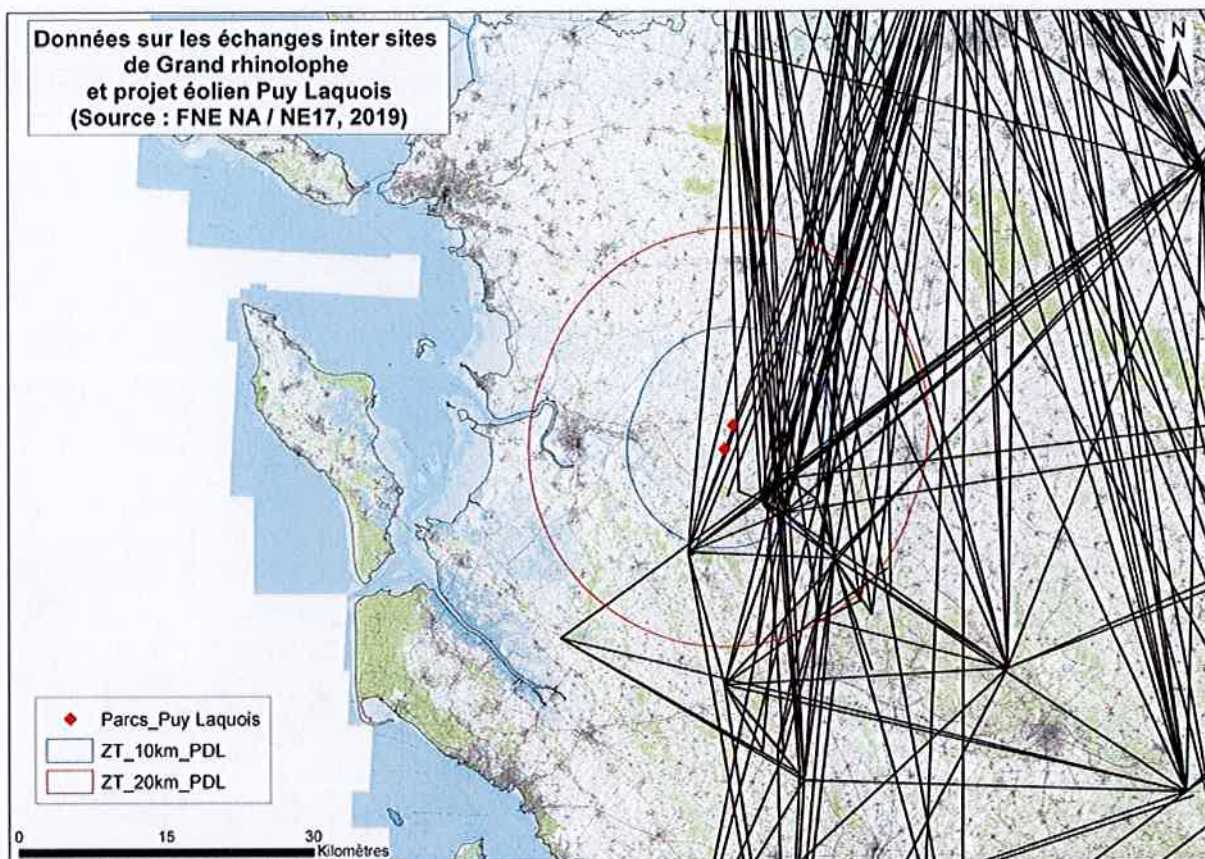 Données sur les échanges inter sites
de Grand rhinolophe
et projet éolien Puy Laquois
(Source : FNE NA / NE17, 2019)
N
Parcs_Puy Laquois
ZT_10km_PDL
ZT_20km_PDL
0 15 30
Kilomètres